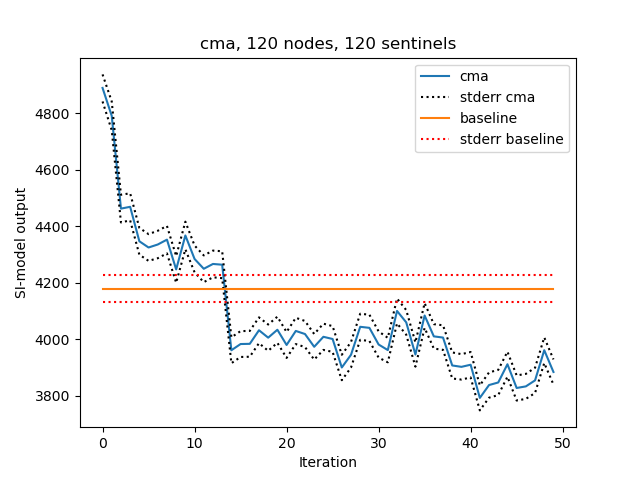 cma, 120 nodes, 120 sentinels
cma
stderr cma
baseline
stderr baseline
SI-model output
4800
4600
4400
4200
4000
3800
0
10
20
30
40
50
Iteration